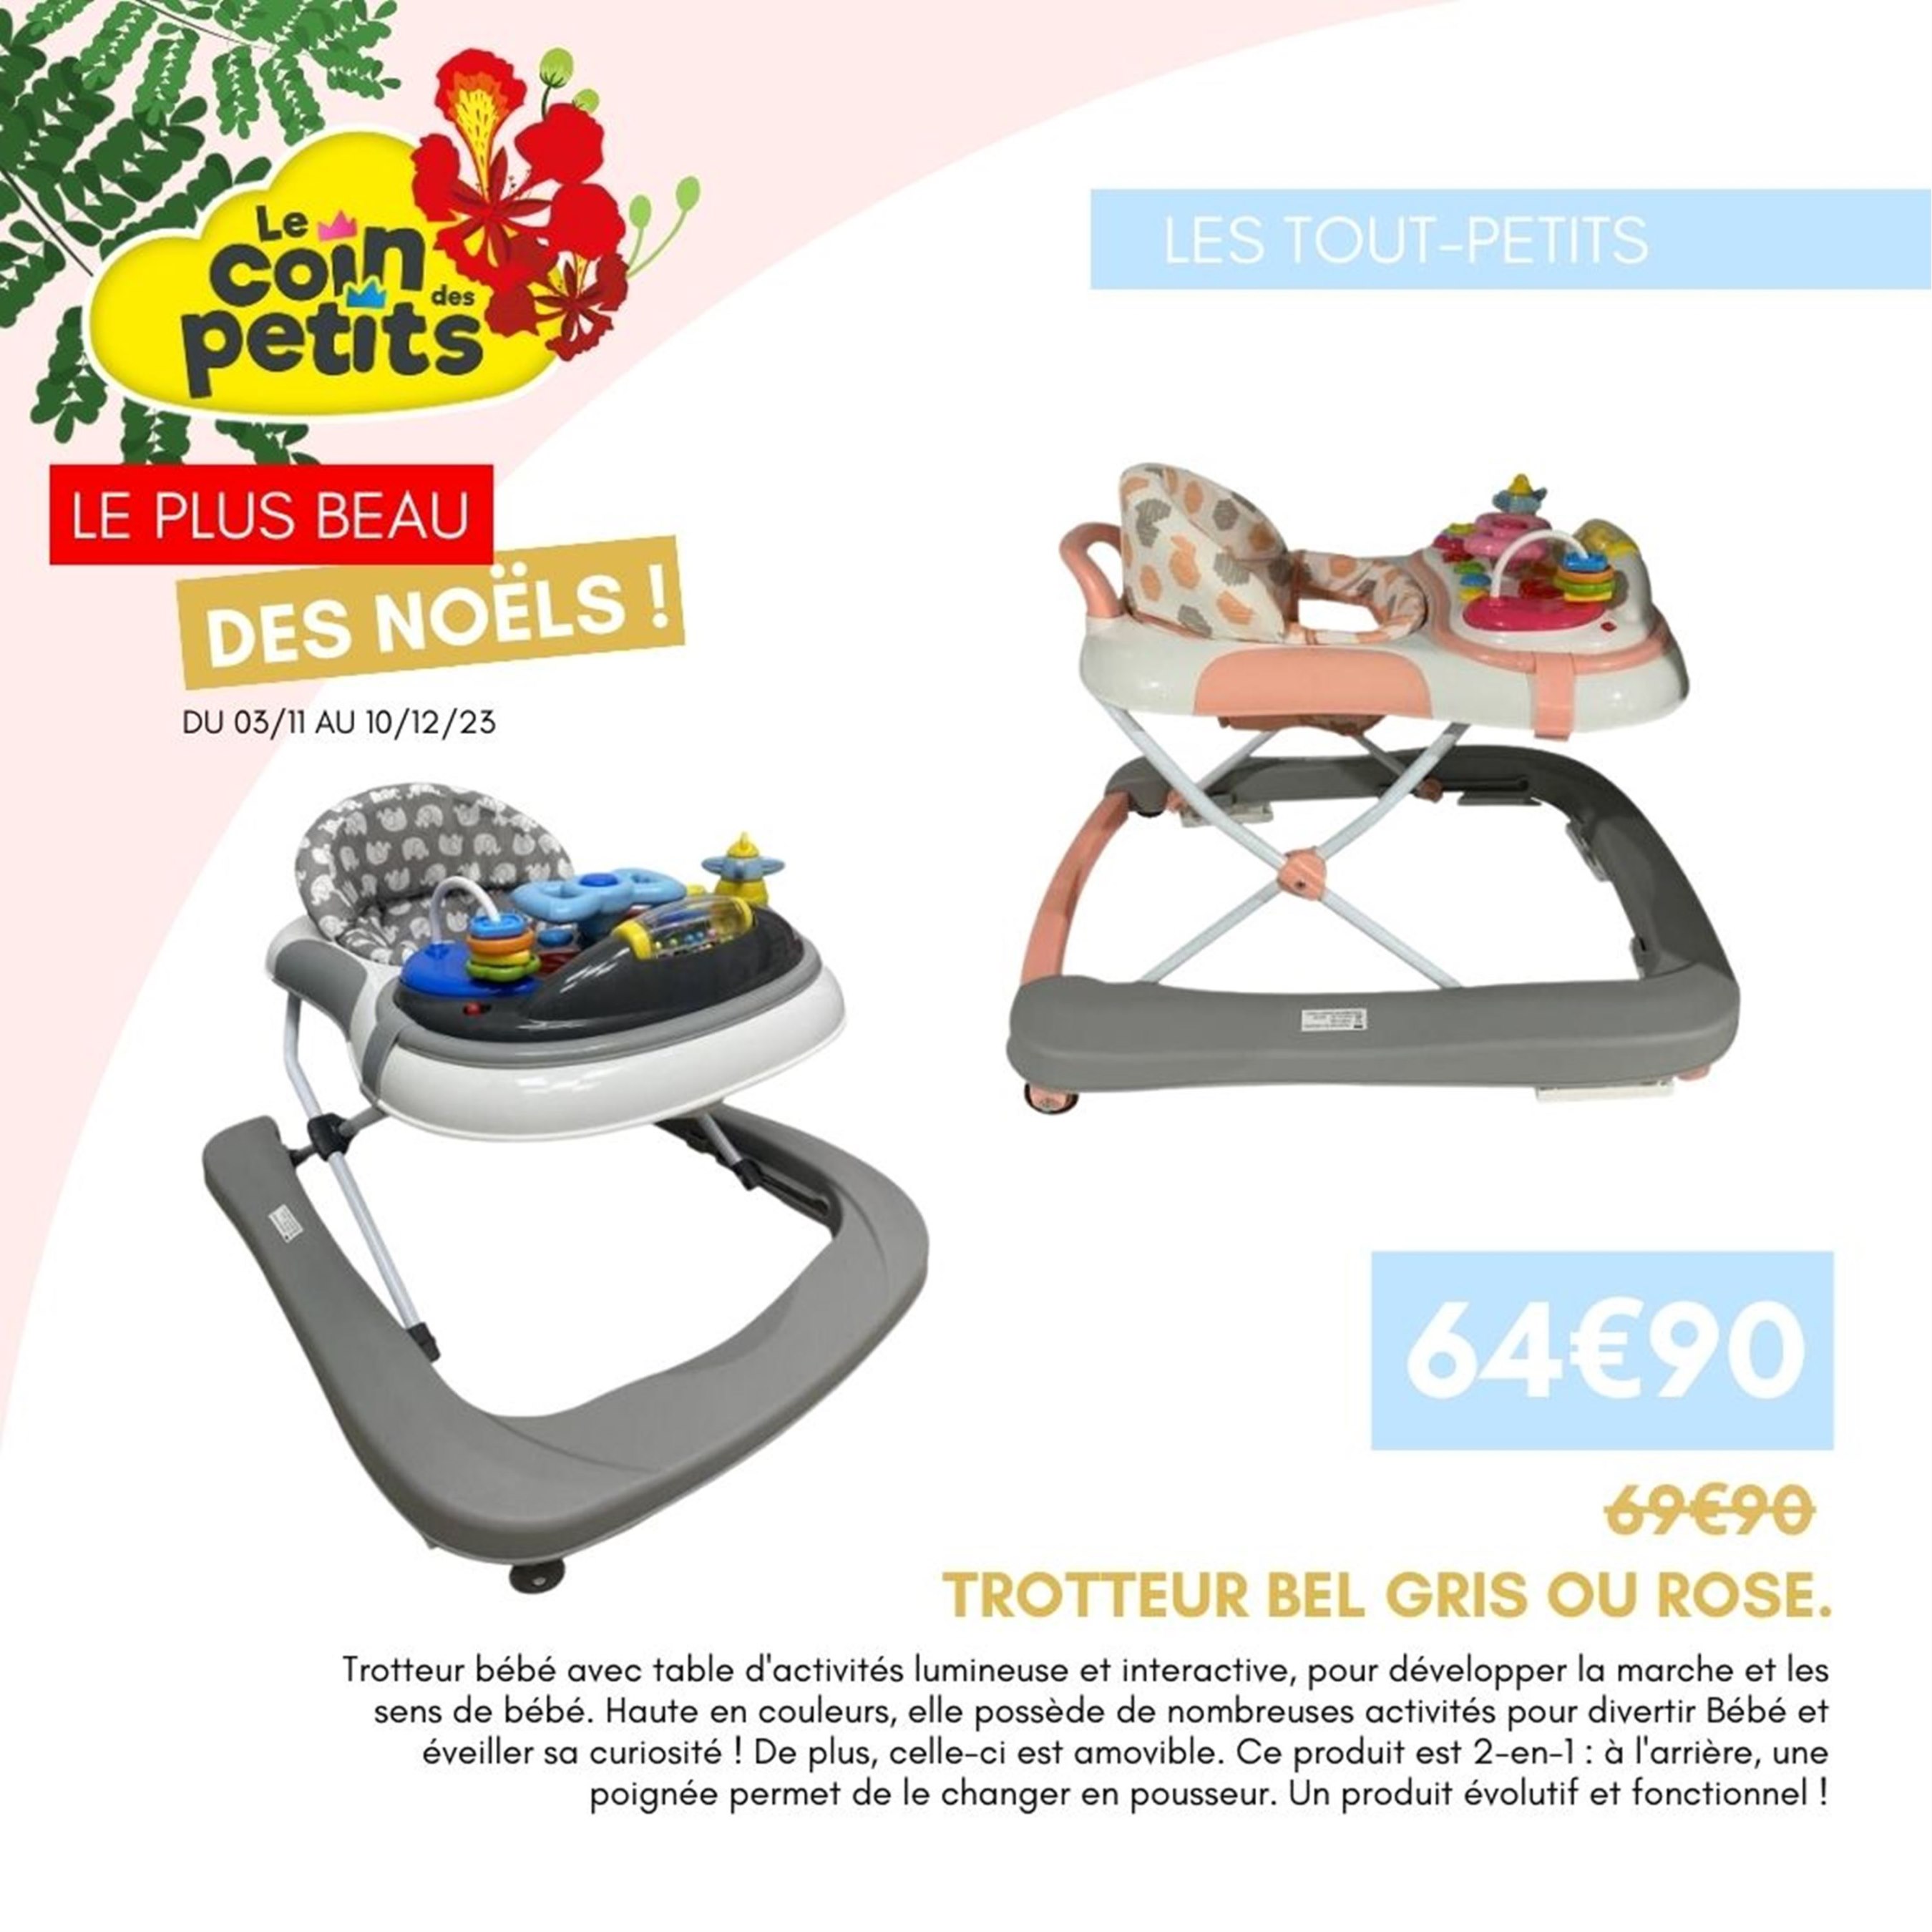 Le
coin
des
petits
LES TOUT-PETITS
LE PLUS BEAU
DES NOËLS !
DU 03/11 AU 10/12/23
64€90
69€90
TROTTEUR BEL GRIS OU ROSE.
Trotteur bébé avec table d'activités lumineuse et interactive, pour développer la marche et les
sens de bébé. Haute en couleurs, elle possède de nombreuses activités pour divertir Bébé et
éveiller sa curiosité ! De plus, celle-ci est amovible. Ce produit est 2-en-1 : à l'arrière, une
poignée permet de le changer en pousseur. Un produit évolutif et fonctionnel !